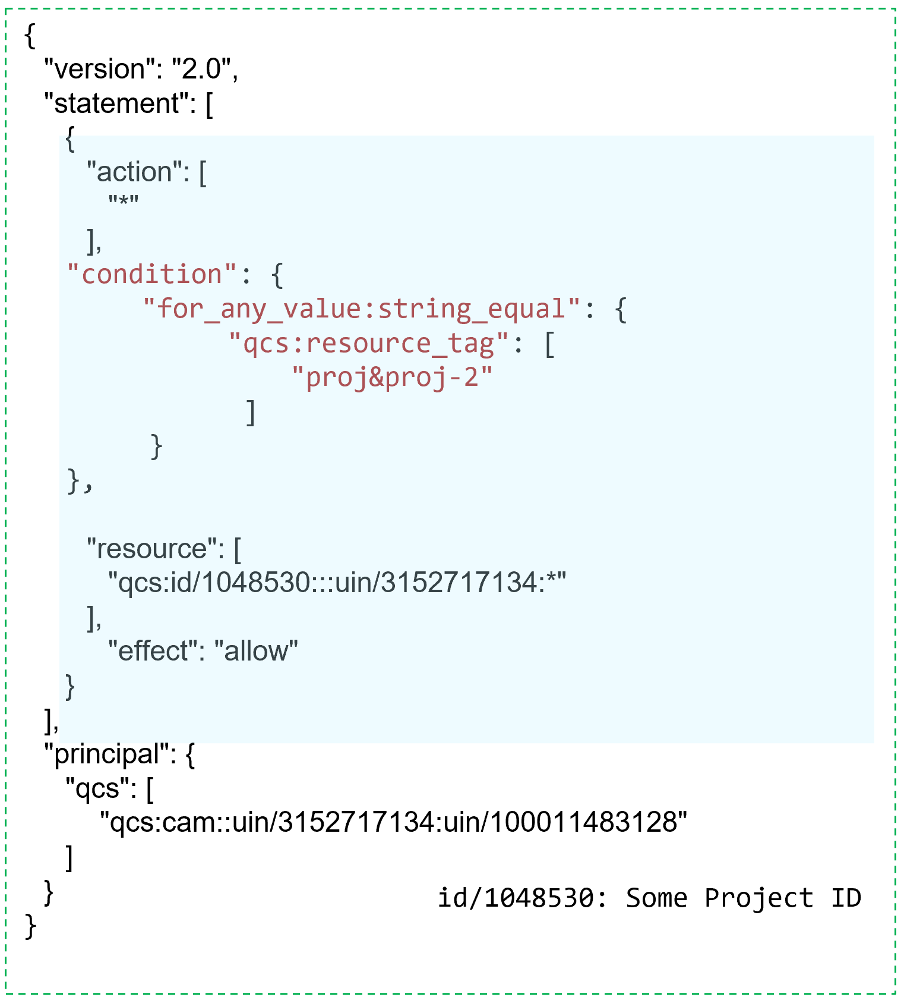 {
"version": "2.0",
"statement": [
{
"action": [
"*"
],
"condition": {
"for_any_value:string_equal": {
"qcs:resource_tag": [
"proj&proj-2"
]
}
},
"resource": [
"qcs:id/1048530:::uin/3152717134:*"
],
"effect": "allow"
}
],
"principal": {
"qcs": [
"qcs:cam::uin/3152717134:uin/100011483128"
]
}
id/1048530: Some Project ID
}